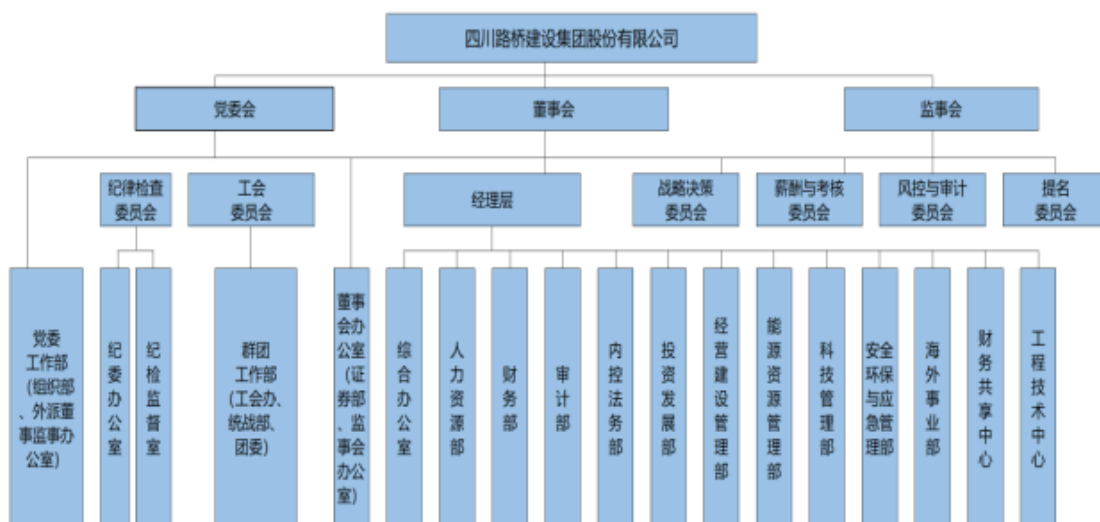 四川路桥建设集团股份有限公司
党委会
董事会
监事会
纪律检查
委员会
工会
委员会
经理层
战略决策
委员会
薪酬与考核
委员会
风控与审计
委员会
提名
委员会
党委
工作部
（组织部
、外派董
事监事办
公室）
纪委办公室
纪检监督室
群团
工作部
（工会办、
统战部、
团委）
董事
会办
公室
（证
券部
、监
事会
办公
室）
综合办公室
人力资源部
财务部
审计部
内控法务部
投资发展部
经营建设管理部
能源资源管理部
科技管理部
安全
环保
与应
急管
理部
海外事业部
财务共享中心
工程技术中心